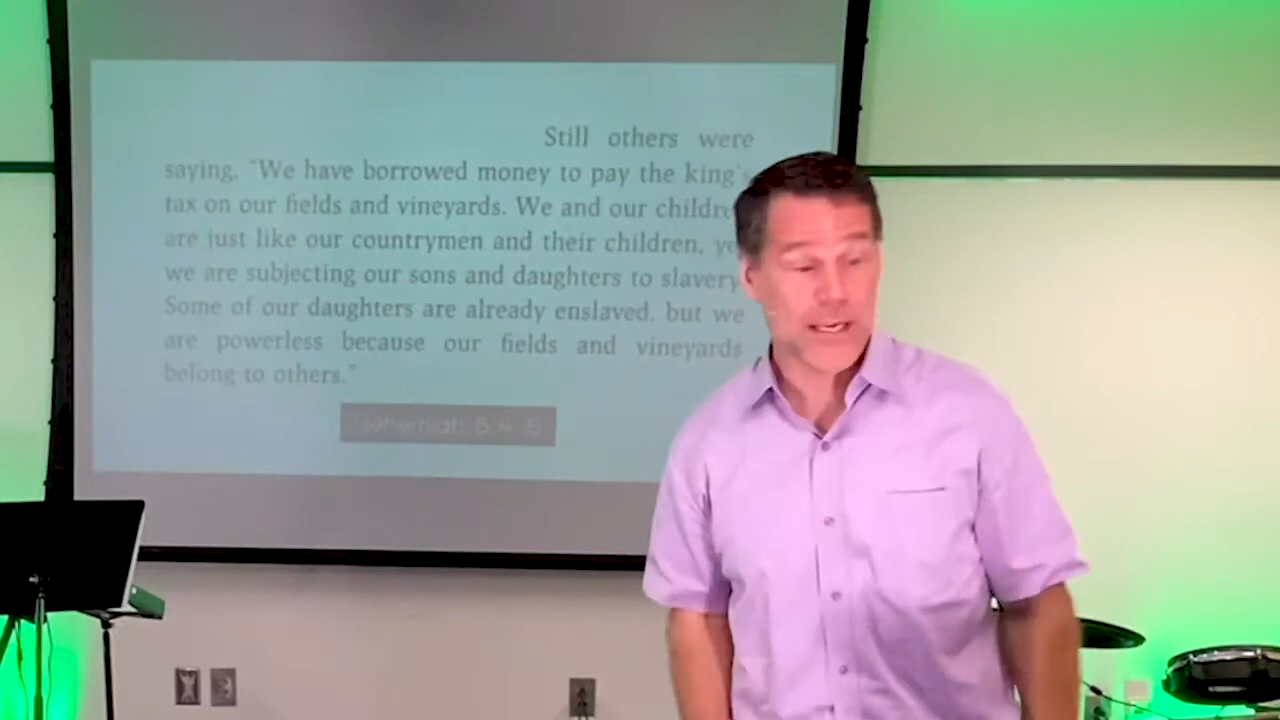 Still others were
saying, "We have borrowed money to pay the king's
tax on our fields and vineyards. We and our
are just like our countrymen and their children,
we are subjecting our sons and daughters to slavery
Some of our daughters are already enslaved, but we
are powerless because our fields and vineyards
belong to others."
Nehemiah 5:4-5